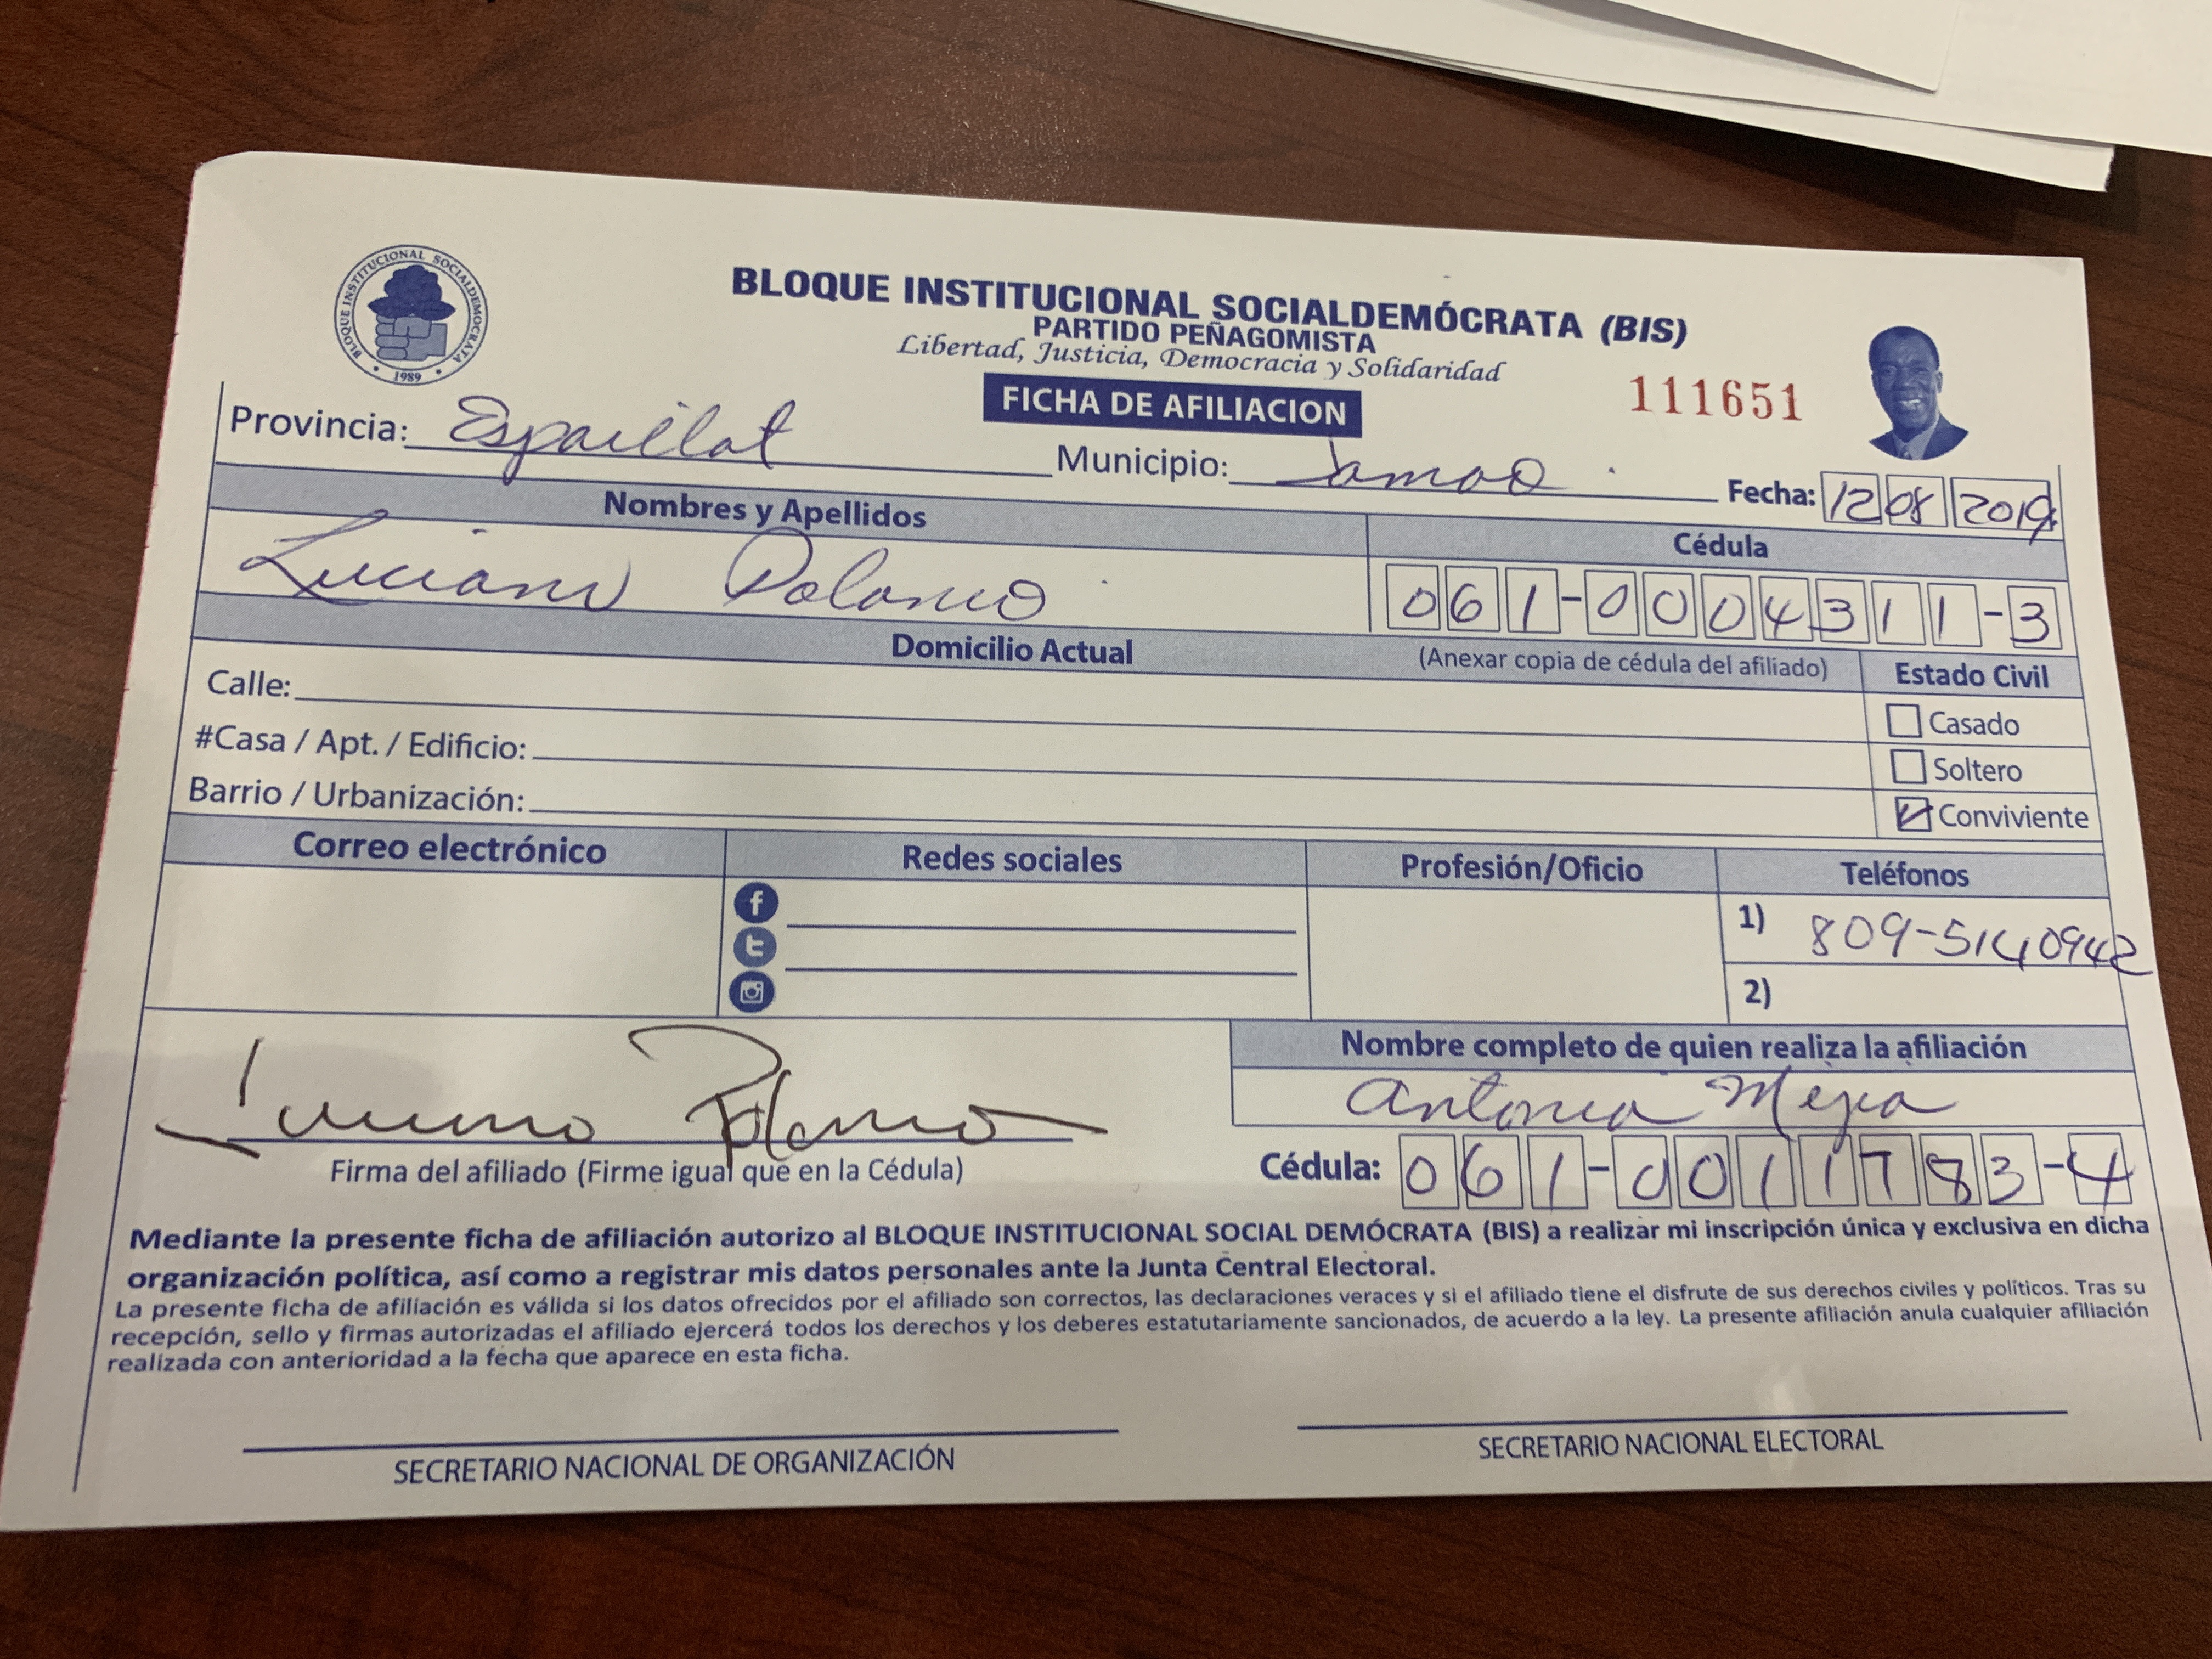 BLOQUE INSTITUCIONAL SOCIALDEMOCRATA
1989
BLOQUE INSTITUCIONAL SOCIALDEMÓCRATA (BIS)
PARTIDO PEÑAGOMISTA
Libertad, Justicia, Democracia y Solidaridad
FICHA DE AFILIACION
111651
Provincia: Espaillat Municipio: Jamao Fecha: 12 08 2019
Nombres y Apellidos Cédula
Luciano Polanco 061-0004311-3
Domicilio Actual (Anexar copia de cédula del afiliado) Estado Civil
Calle: Casado
#Casa / Apt. / Edificio: Soltero
Barrio / Urbanización: Conviviente
Correo electrónico Redes sociales Profesión/Oficio Teléfonos
1) 809-5140942
2)
Nombre completo de quien realiza la afiliación
Antonia Mejia
Luciano Polanco
Firma del afiliado (Firme igual que en la Cédula) Cédula: 061-0011783-4
Mediante la presente ficha de afiliación autorizo al BLOQUE INSTITUCIONAL SOCIAL DEMÓCRATA (BIS) a realizar mi inscripción única y exclusiva en dicha
organización política, así como a registrar mis datos personales ante la Junta Central Electoral.
La presente ficha de afiliación es válida si los datos ofrecidos por el afiliado son correctos, las declaraciones veraces y si el afiliado tiene el disfrute de sus derechos civiles y políticos. Tras su
recepción, sello y firmas autorizadas el afiliado ejercerá todos los derechos y los deberes estatutariamente sancionados, de acuerdo a la ley. La presente afiliación anula cualquier afiliación
realizada con anterioridad a la fecha que aparece en esta ficha.
SECRETARIO NACIONAL DE ORGANIZACIÓN SECRETARIO NACIONAL ELECTORAL